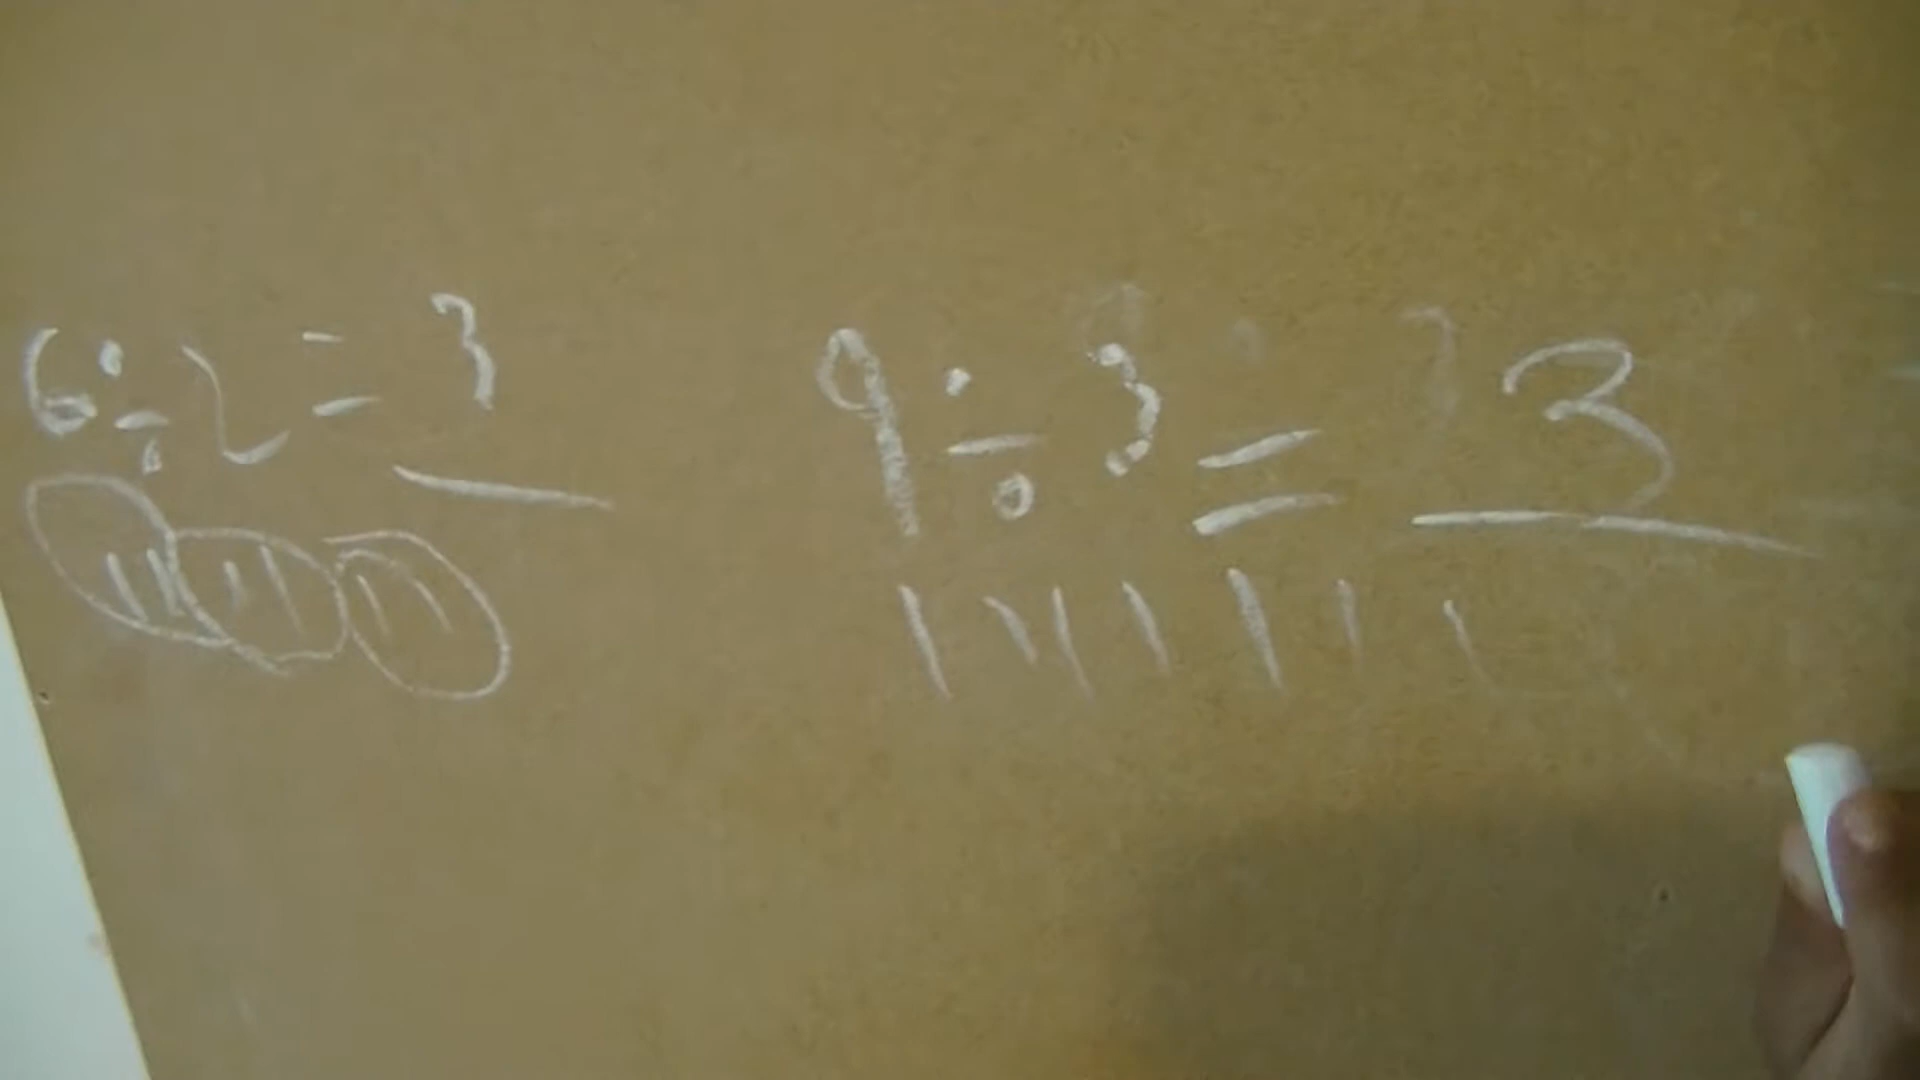 6 ÷ 2 = 3
9 ÷ 3 = 3